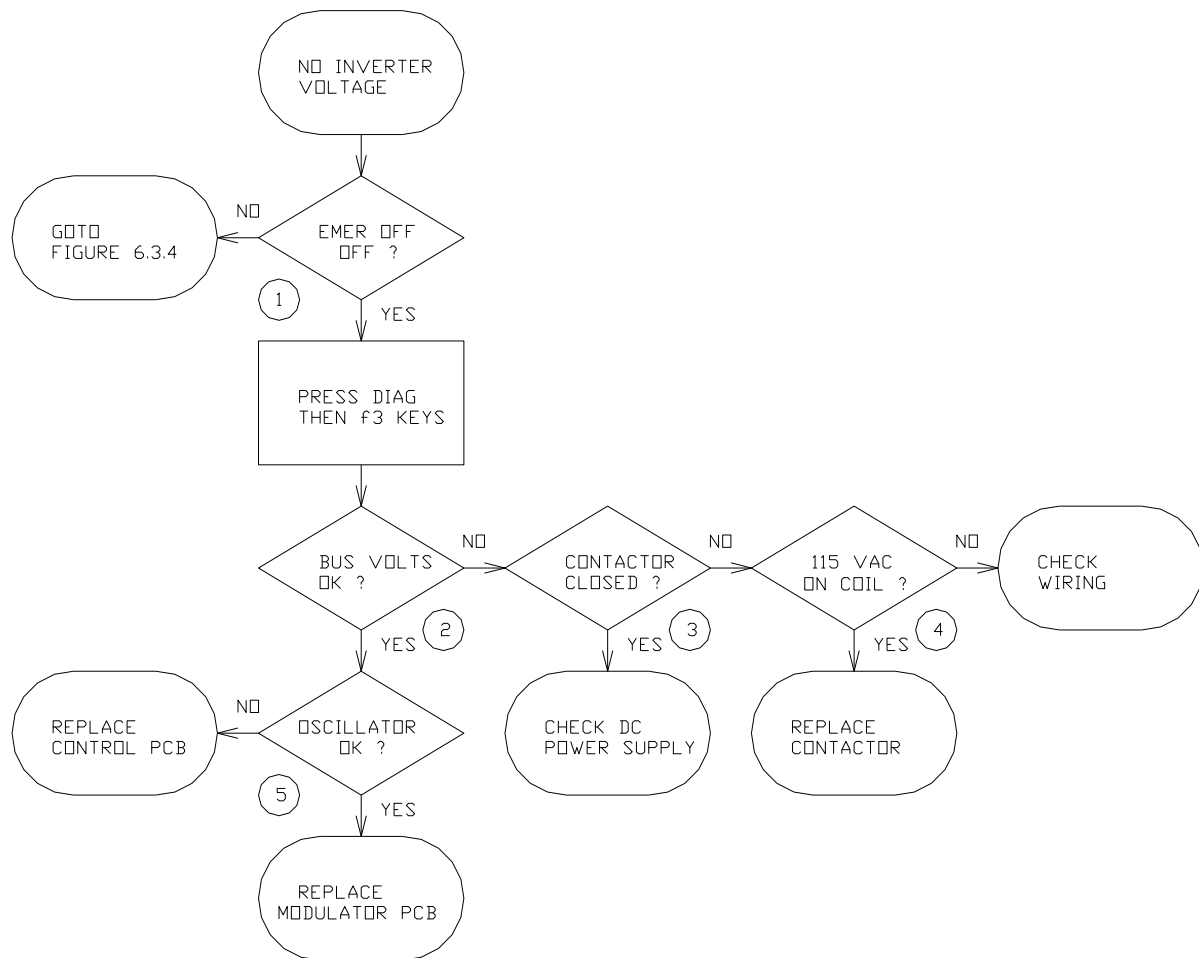 NO INVERTER
VOLTAGE
NO
GOTO
FIGURE 6.3.4
EMER OFF
OFF ?
1
YES
PRESS DIAG
THEN f3 KEYS
BUS VOLTS
OK ?
NO
CONTACTOR
CLOSED ?
NO
115 VAC
ON COIL ?
NO
CHECK
WIRING
2
YES
3
YES
4
YES
NO
REPLACE
CONTROL PCB
OSCILLATOR
OK ?
CHECK DC
POWER SUPPLY
REPLACE
CONTACTOR
5
YES
REPLACE
MODULATOR PCB